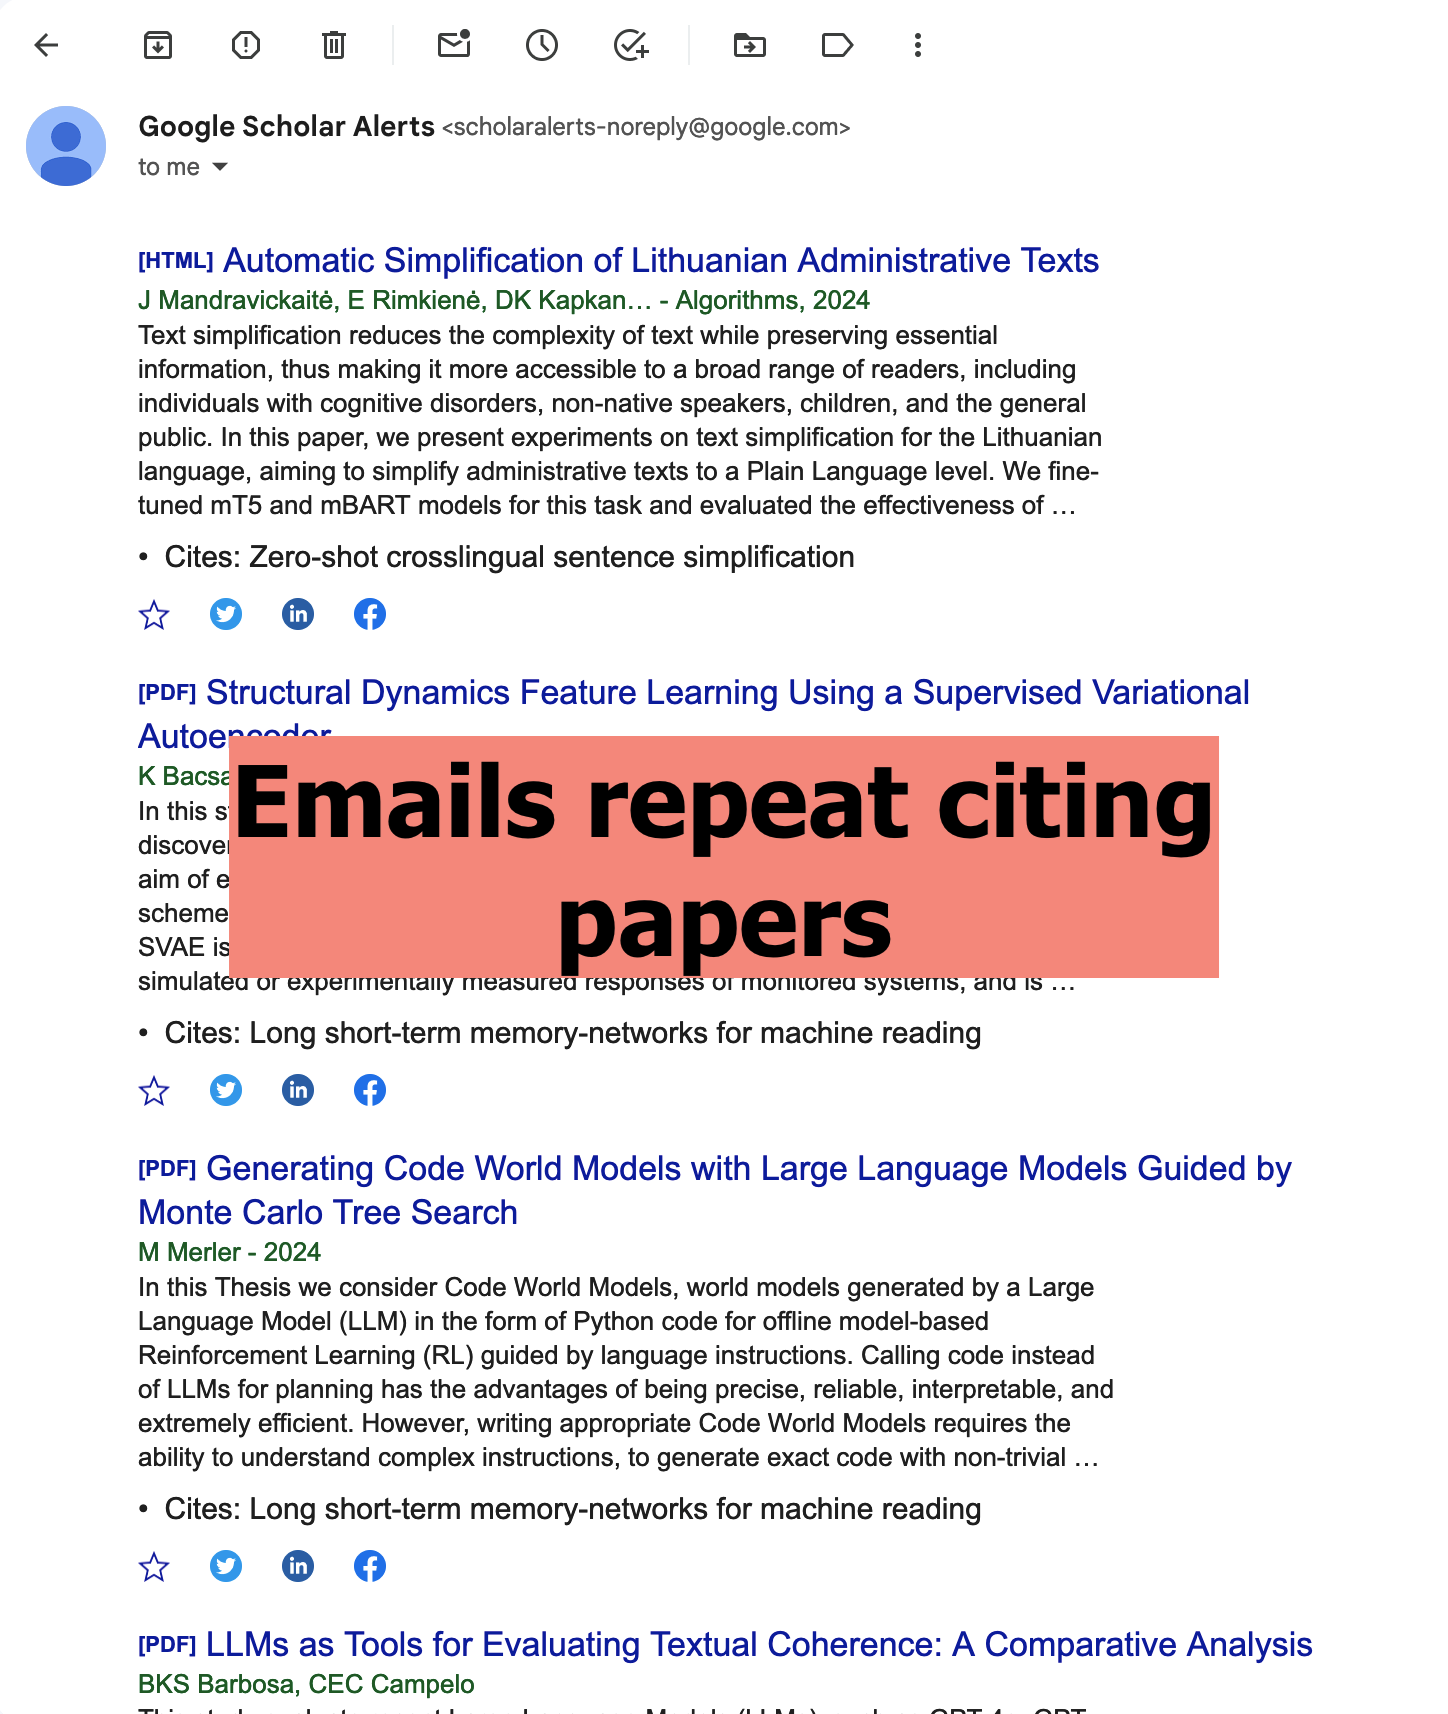 Google Scholar Alerts <scholaralerts-noreply@google.com>
to me
[HTML] Automatic Simplification of Lithuanian Administrative Texts
J Mandravickaitė, E Rimkienė, DK Kapkan… - Algorithms, 2024
Text simplification reduces the complexity of text while preserving essential
information, thus making it more accessible to a broad range of readers, including
individuals with cognitive disorders, non-native speakers, children, and the general
public. In this paper, we present experiments on text simplification for the Lithuanian
language, aiming to simplify administrative texts to a Plain Language level. We fine-
tuned mT5 and mBART models for this task and evaluated the effectiveness of …
• Cites: Zero-shot crosslingual sentence simplification
[PDF] Structural Dynamics Feature Learning Using a Supervised Variational
Autoencoder
K Bacsa
In this
Emails repeat citing
papers
aim of
SVAE is
simulated or experimentally measured responses of monitored systems, and is …
• Cites: Long short-term memory-networks for machine reading
[PDF] Generating Code World Models with Large Language Models Guided by
Monte Carlo Tree Search
M Merler - 2024
In this Thesis we consider Code World Models, world models generated by a Large
Language Model (LLM) in the form of Python code for offline model-based
Reinforcement Learning (RL) guided by language instructions. Calling code instead
of LLMs for planning has the advantages of being precise, reliable, interpretable, and
extremely efficient. However, writing appropriate Code World Models requires the
ability to understand complex instructions, to generate exact code with non-trivial …
• Cites: Long short-term memory-networks for machine reading
[PDF] LLMs as Tools for Evaluating Textual Coherence: A Comparative Analysis
BKS Barbosa, CEC Campelo